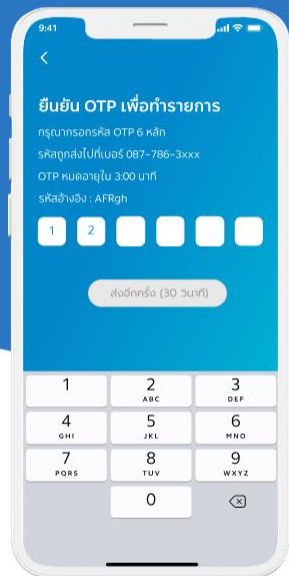 9:41
ยืนยัน OTP เพื่อทำรายการ
กรุณากรอกรหัส OTP 6 หลัก
รหัสถูกส่งไปที่เบอร์ 087-786-3xxx
OTP หมดอายุใน 3:00 นาที
รหัสอ้างอิง : AFRgh
1 2
ส่งอีกครั้ง (30 วินาที)
1 2 3
ABC DEF
4 5 6
GHI JKL MNO
7 8 9
PQRS TUV WXYZ
0